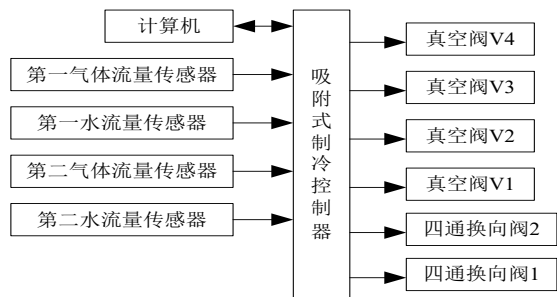 计算机
第一气体流量传感器
第一水流量传感器
第二气体流量传感器
第二水流量传感器
吸附式制冷控制器
真空阀V4
真空阀V3
真空阀V2
真空阀V1
四通换向阀2
四通换向阀1